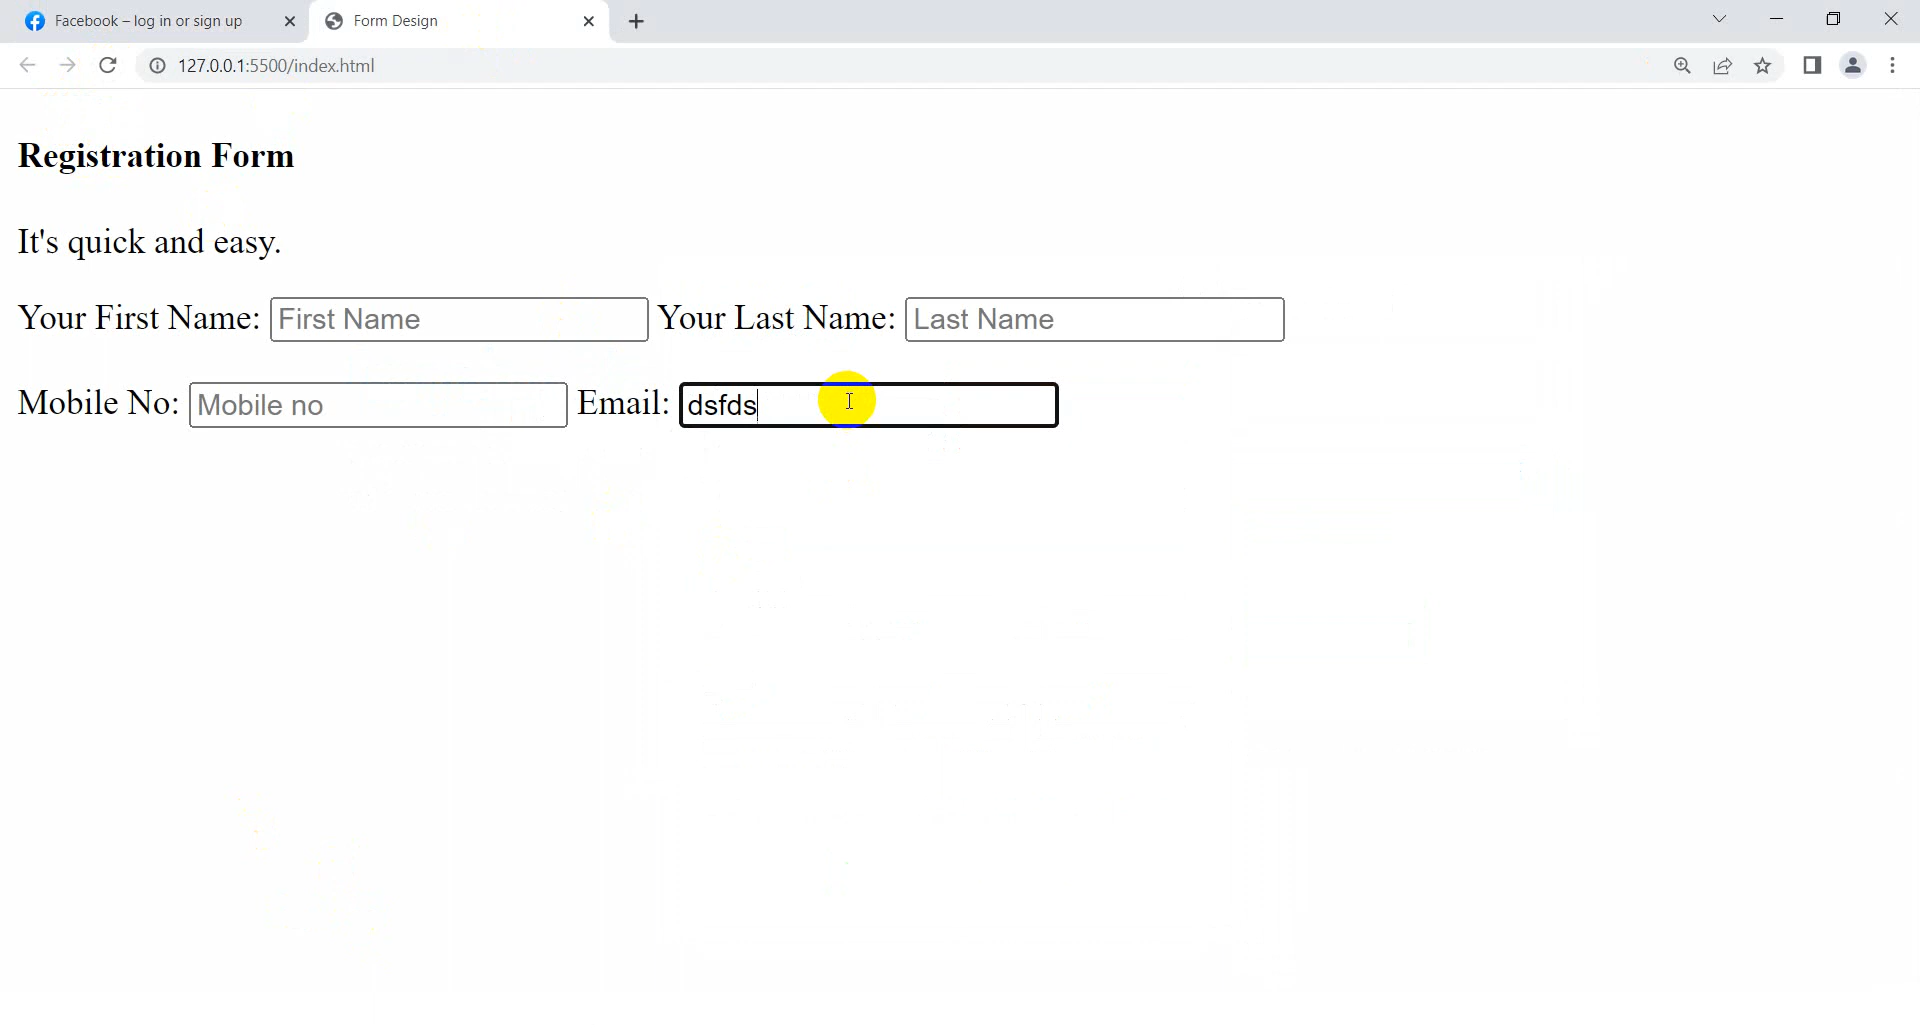 Facebook – log in or sign up
Form Design
127.0.0.1:5500/index.html
Registration Form
It's quick and easy.
Your First Name: First Name Your Last Name: Last Name
Mobile No: Mobile no Email: dsfds